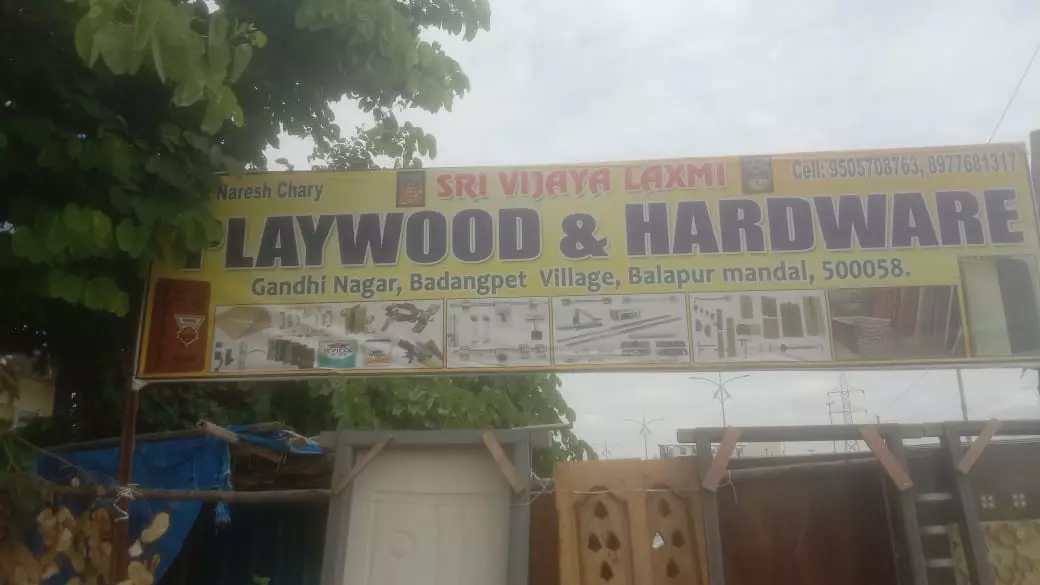 Naresh Chary
SRI VIJAYA LAXMI
Cell: 9505708763, 8977681317
PLAYWOOD & HARDWARE
Gandhi Nagar, Badangpet Village, Balapur mandal, 500058.